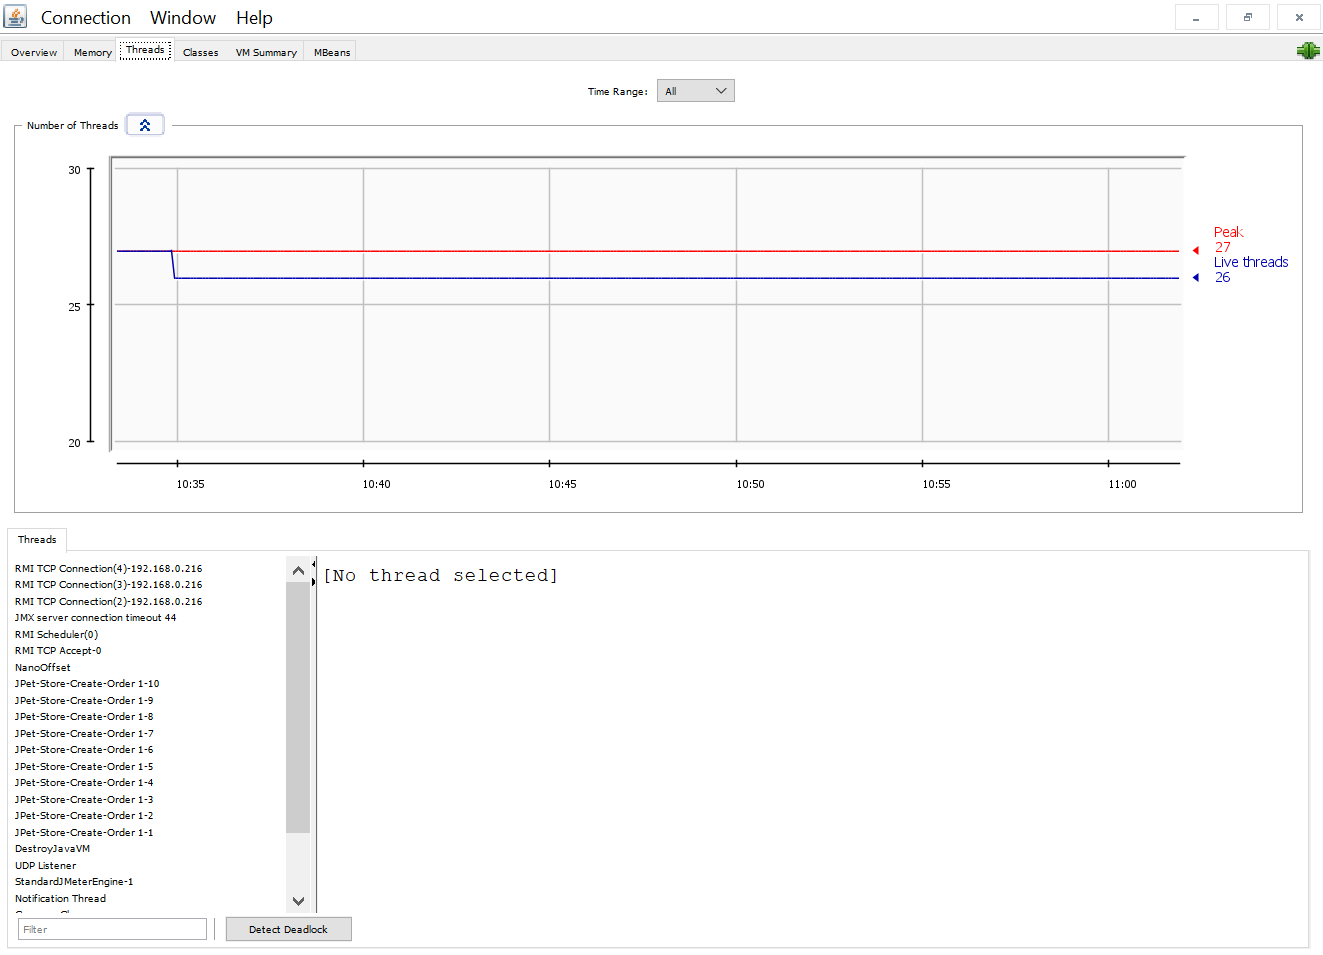 Connection Window Help
Overview Memory Threads Classes VM Summary MBeans
Time Range: All
Number of Threads
30
25
20
Peak
27
Live threads
26
10:35 10:40 10:45 10:50 10:55 11:00
Threads
RMI TCP Connection(4)-192.168.0.216
RMI TCP Connection(3)-192.168.0.216
RMI TCP Connection(2)-192.168.0.216
JMX server connection timeout 44
RMI Scheduler(0)
RMI TCP Accept-0
NanoOffset
JPet-Store-Create-Order 1-10
JPet-Store-Create-Order 1-9
JPet-Store-Create-Order 1-8
JPet-Store-Create-Order 1-7
JPet-Store-Create-Order 1-6
JPet-Store-Create-Order 1-5
JPet-Store-Create-Order 1-4
JPet-Store-Create-Order 1-3
JPet-Store-Create-Order 1-2
JPet-Store-Create-Order 1-1
DestroyJavaVM
UDP Listener
StandardJMeterEngine-1
Notification Thread
[No thread selected]
Filter
Detect Deadlock